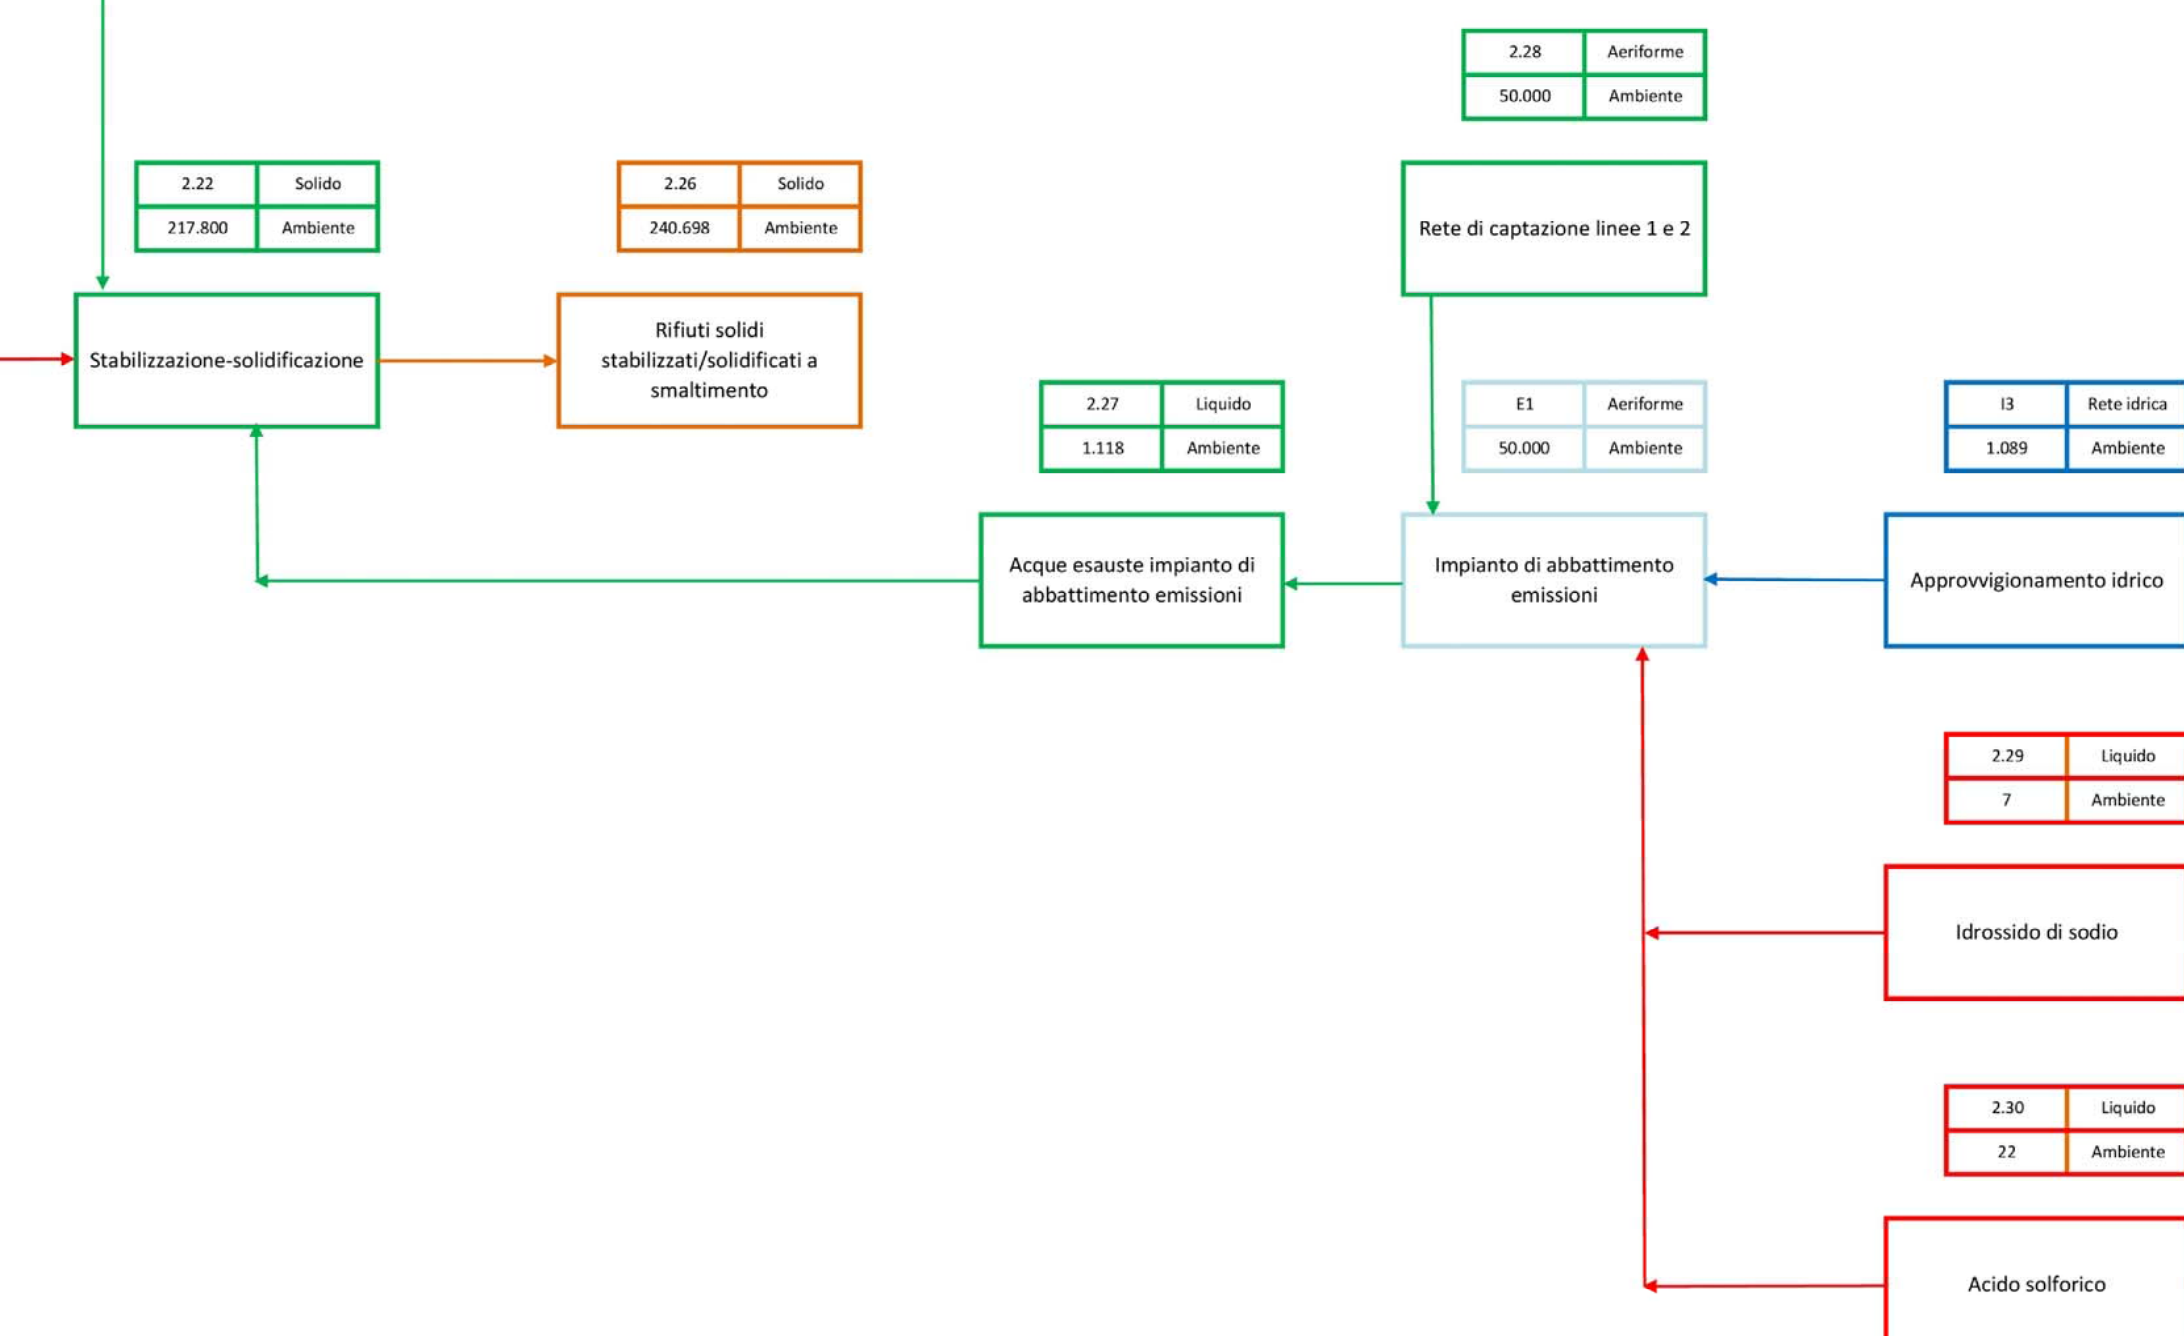 2.28 Aeriforme
50.000 Ambiente
2.22 Solido
217.800 Ambiente
2.26 Solido
240.698 Ambiente
Rete di captazione linee 1 e 2
Stabilizzazione-solidificazione
Rifiuti solidi
stabilizzati/solidificati a
smaltimento
2.27 Liquido
1.118 Ambiente
E1 Aeriforme
50.000 Ambiente
I3 Rete idrica
1.089 Ambiente
Acque esauste impianto di
abbattimento emissioni
Impianto di abbattimento
emissioni
Approvvigionamento idrico
2.29 Liquido
7 Ambiente
Idrossido di sodio
2.30 Liquido
22 Ambiente
Acido solforico